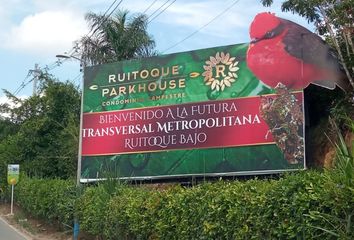 RUITOQUE
PARKHOUSE
CONDOMINIO CAMPESTRE
R
BIENVENIDO A LA FUTURA
TRANSVERSAL METROPOLITANA
RUITOQUE BAJO